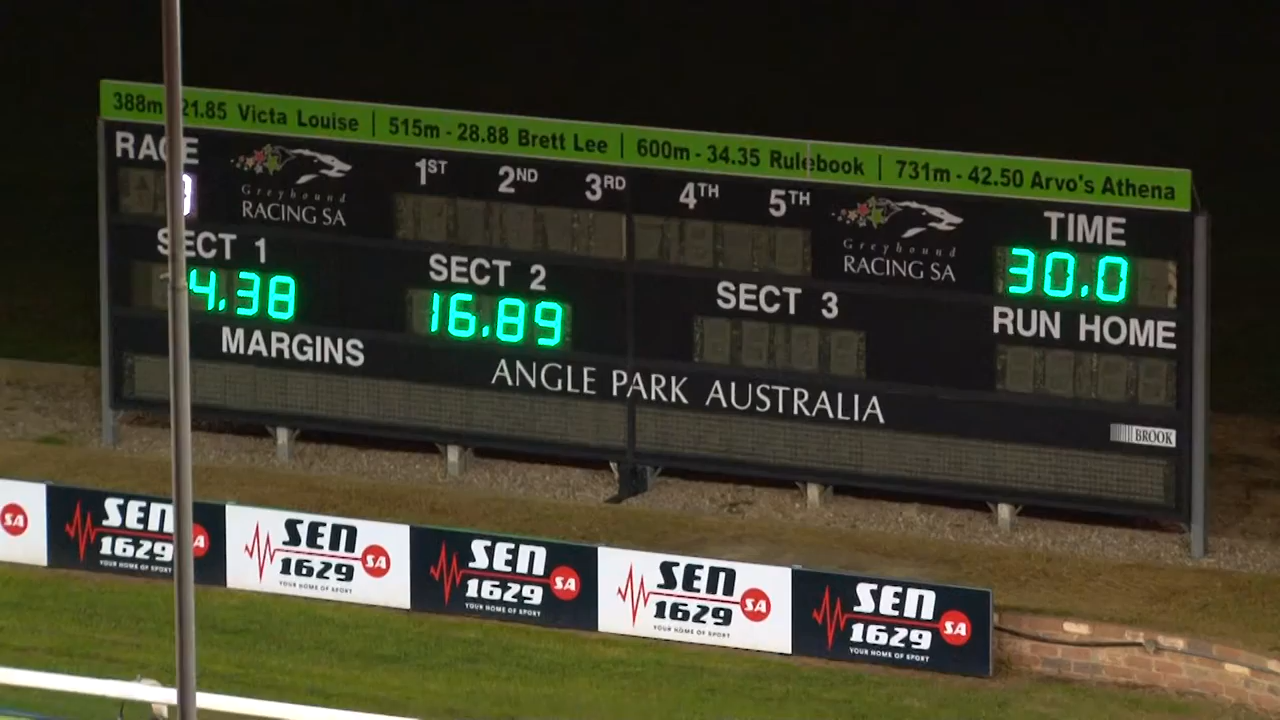 388m 21.85 Victa Louise | 515m - 28.88 Brett Lee | 600m - 34.35 Rulebook | 731m - 42.50 Arvo's Athena
RACE
Greyhound
RACING SA
1ST 2ND 3RD 4TH 5TH
Greyhound
RACING SA
TIME
30.0
SECT 1
4.38
SECT 2
16.89
SECT 3
RUN HOME
MARGINS
ANGLE PARK AUSTRALIA
BROOK
SA
SEN
1629
SA
YOUR HOME OF SPORT
SEN
1629
SA
YOUR HOME OF SPORT
SEN
1629
SA
YOUR HOME OF SPORT
SEN
1629
SA
YOUR HOME OF SPORT
SEN
1629
SA
YOUR HOME OF SPORT